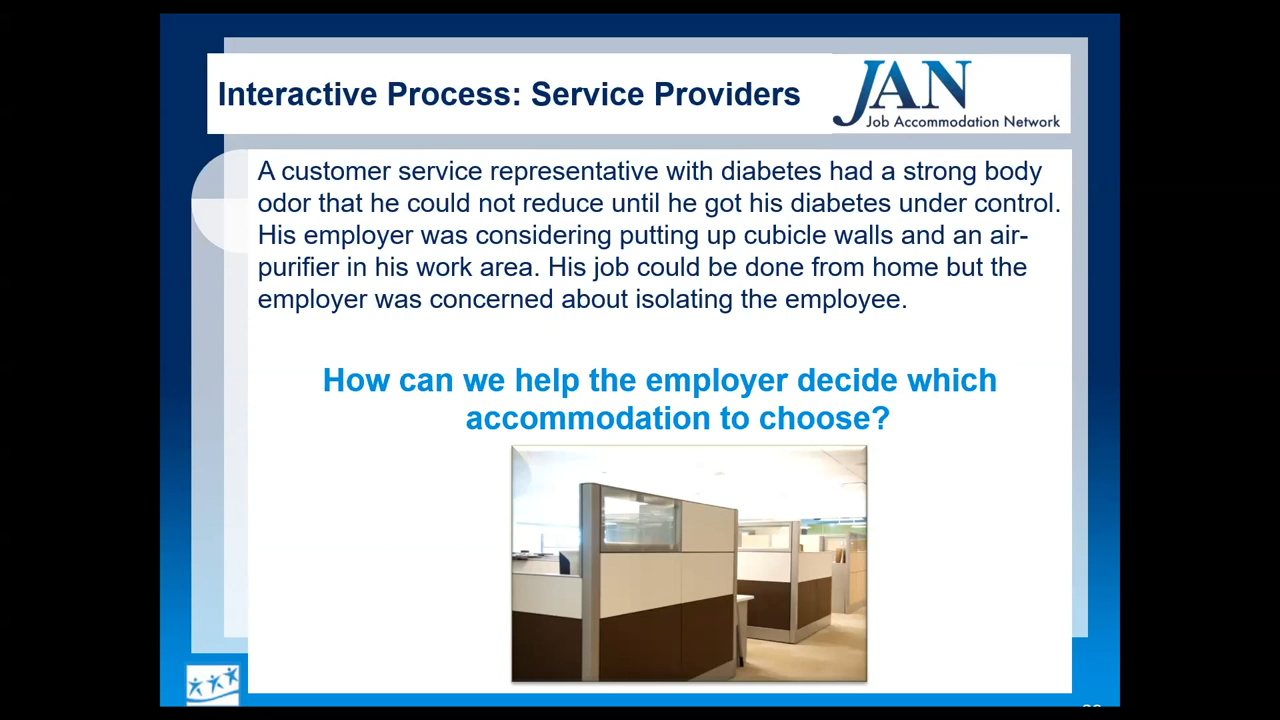 Interactive Process: Service Providers
JAN
Job Accommodation Network
A customer service representative with diabetes had a strong body
odor that he could not reduce until he got his diabetes under control.
His employer was considering putting up cubicle walls and an air-
purifier in his work area. His job could be done from home but the
employer was concerned about isolating the employee.
How can we help the employer decide which
accommodation to choose?